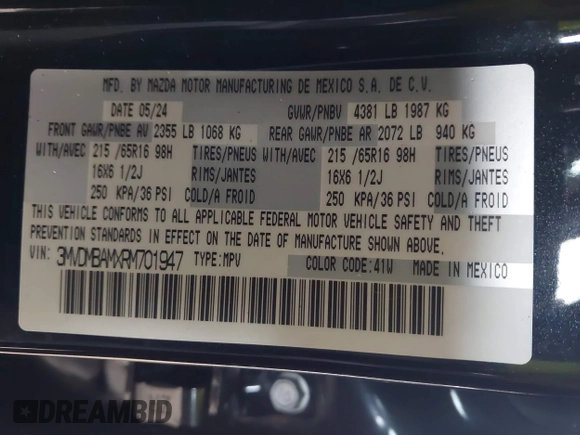 MFD. BY MAZDA MOTOR MANUFACTURING DE MEXICO S.A. DE C.V.
DATE 05/24 GVWR/PNBV 4381 LB 1987 KG
FRONT GAWR/PNBE AV 2355 LB 1068 KG REAR GAWR/PNBE AR 2072 LB 940 KG
WITH/AVEC 215 /65R16 98H TIRES/PNEUS WITH/AVEC 215 /65R16 98H TIRES/PNEUS
16X6 1/2J RIMS/JANTES 16X6 1/2J RIMS/JANTES
250 KPA/36 PSI COLD/A FROID 250 KPA/36 PSI COLD/A FROID
THIS VEHICLE CONFORMS TO ALL APPLICABLE FEDERAL MOTOR VEHICLE SAFETY AND THEFT
PREVENTION STANDARDS IN EFFECT ON THE DATE OF MANUFACTURE SHOWN ABOVE.
VIN: 3MVDMBAMXRM701947 TYPE:MPV COLOR CODE:41W MADE IN MEXICO
DREAMBID